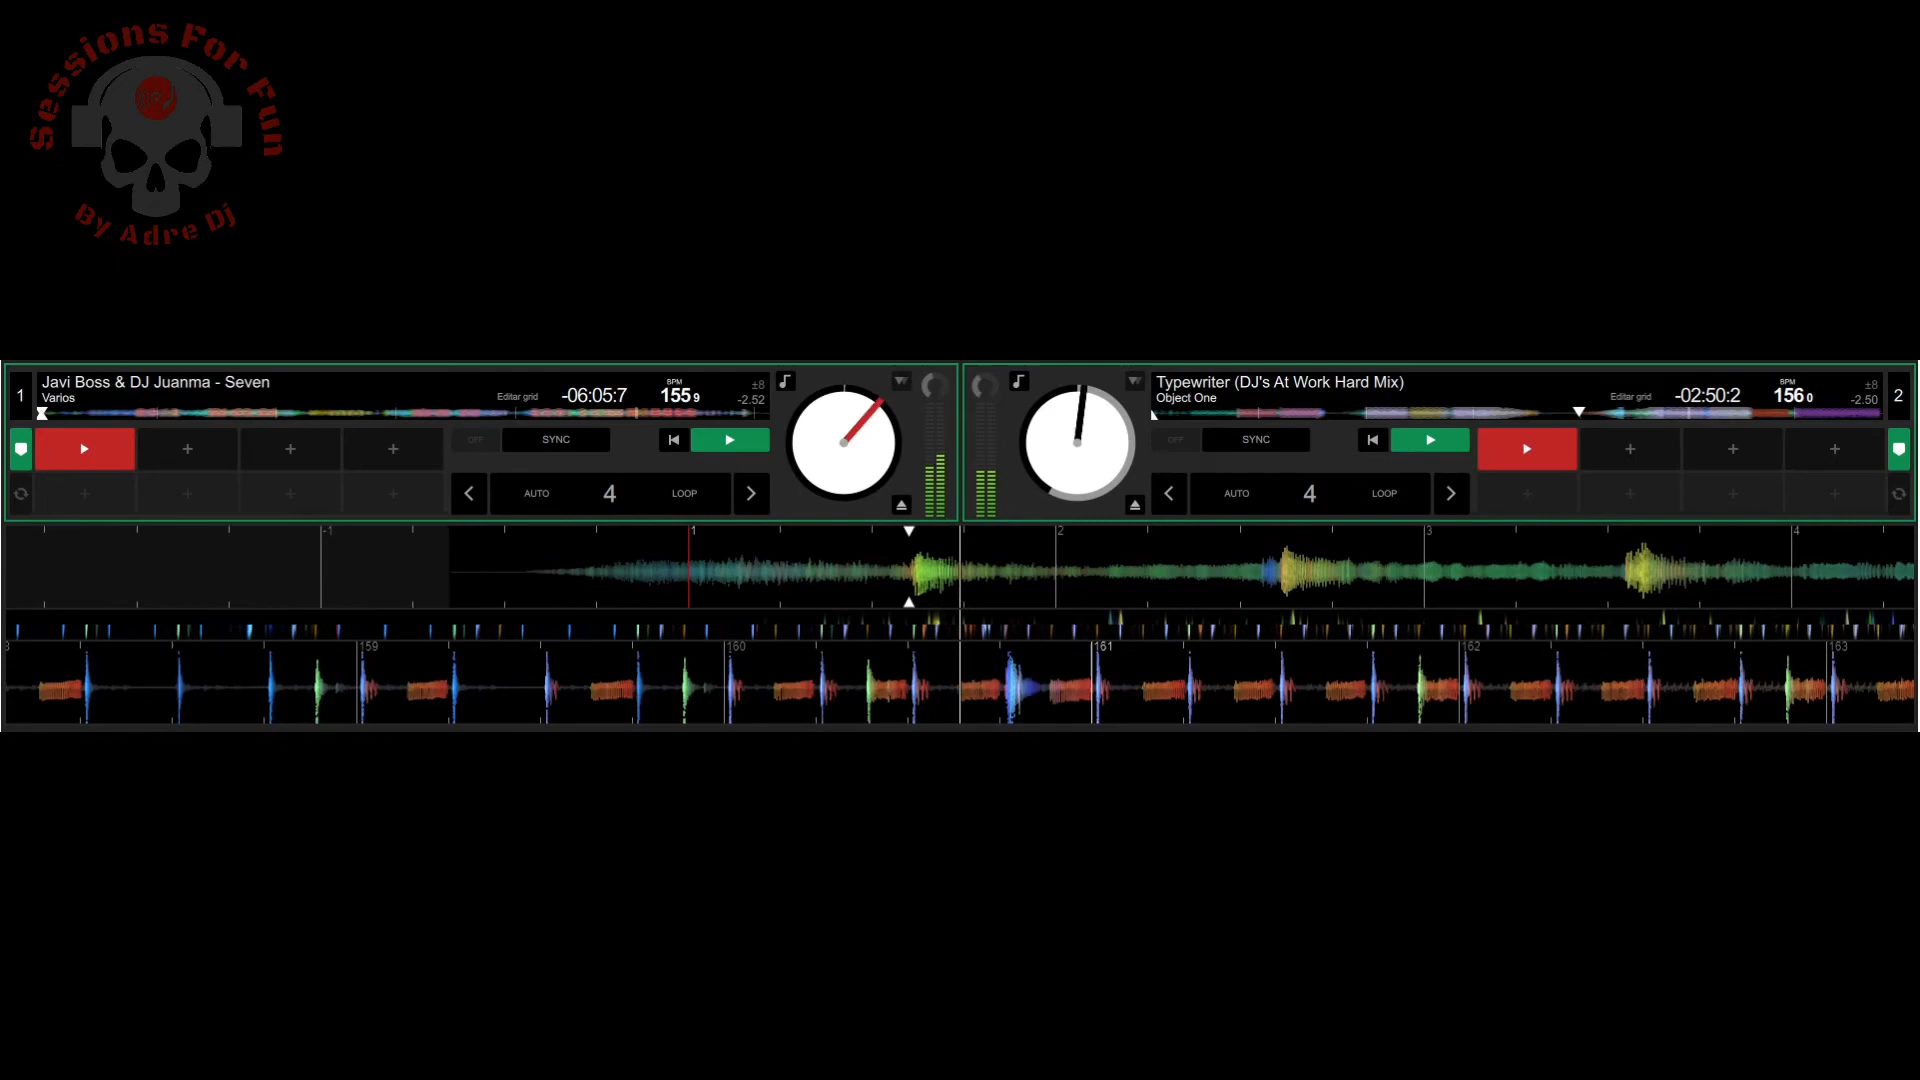 Sessions For Fun
By Adre Dj
1
Javi Boss & DJ Juanma - Seven
Varios
Editar grid
-06:05:7
BPM
155 9
±8
-2.52
OFF
SYNC
AUTO
4
LOOP
Typewriter (DJ's At Work Hard Mix)
Object One
Editar grid
-02:50:2
BPM
156 0
±8
-2.50
2
OFF
SYNC
AUTO
4
LOOP
-1
1
2
3
4
159
160
161
162
163